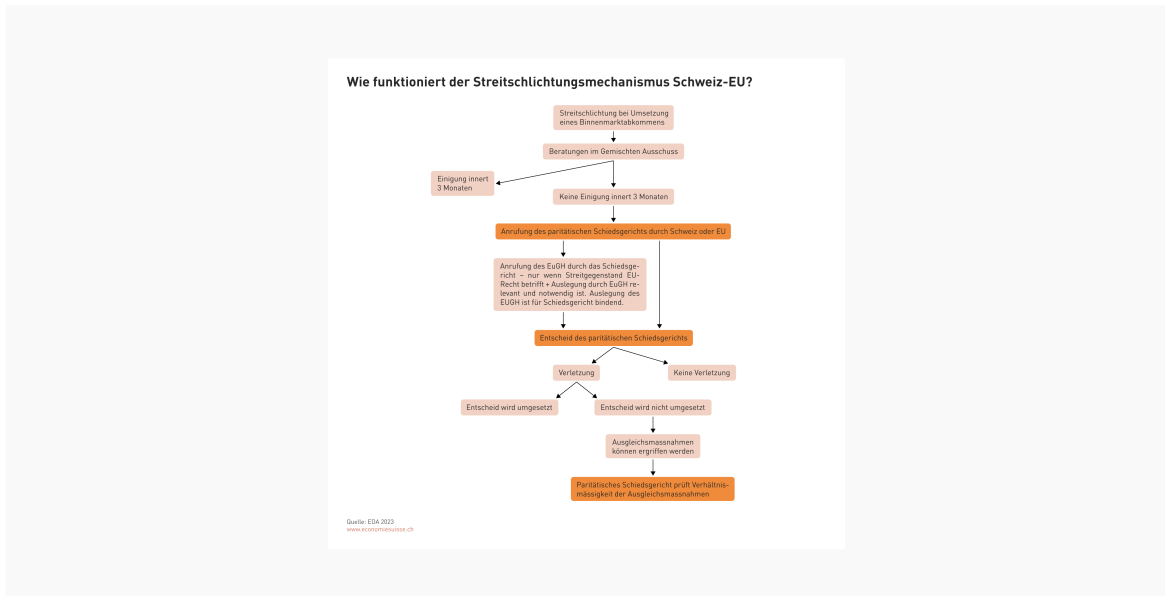 Wie funktioniert der Streitschlichtungsmechanismus Schweiz-EU?
Streitschlichtung bei Umsetzung
eines Binnenmarktabkommens
Beratungen im Gemischten Ausschuss
Einigung innert
3 Monaten
Keine Einigung innert 3 Monaten
Anrufung des paritätischen Schiedsgerichts durch Schweiz oder EU
Anrufung des EuGH durch das Schiedsge-
richt – nur wenn Streitgegenstand EU-
Recht betrifft + Auslegung durch EuGH re-
levant und notwendig ist. Auslegung des
EUGH ist für Schiedsgericht bindend.
Entscheid des paritätischen Schiedsgerichts
Verletzung
Keine Verletzung
Entscheid wird umgesetzt
Entscheid wird nicht umgesetzt
Ausgleichsmassnahmen
können ergriffen werden
Paritätisches Schiedsgericht prüft Verhältnis-
mässigkeit der Ausgleichsmassnahmen
Quelle: EDA 2023
www.economiesuisse.ch